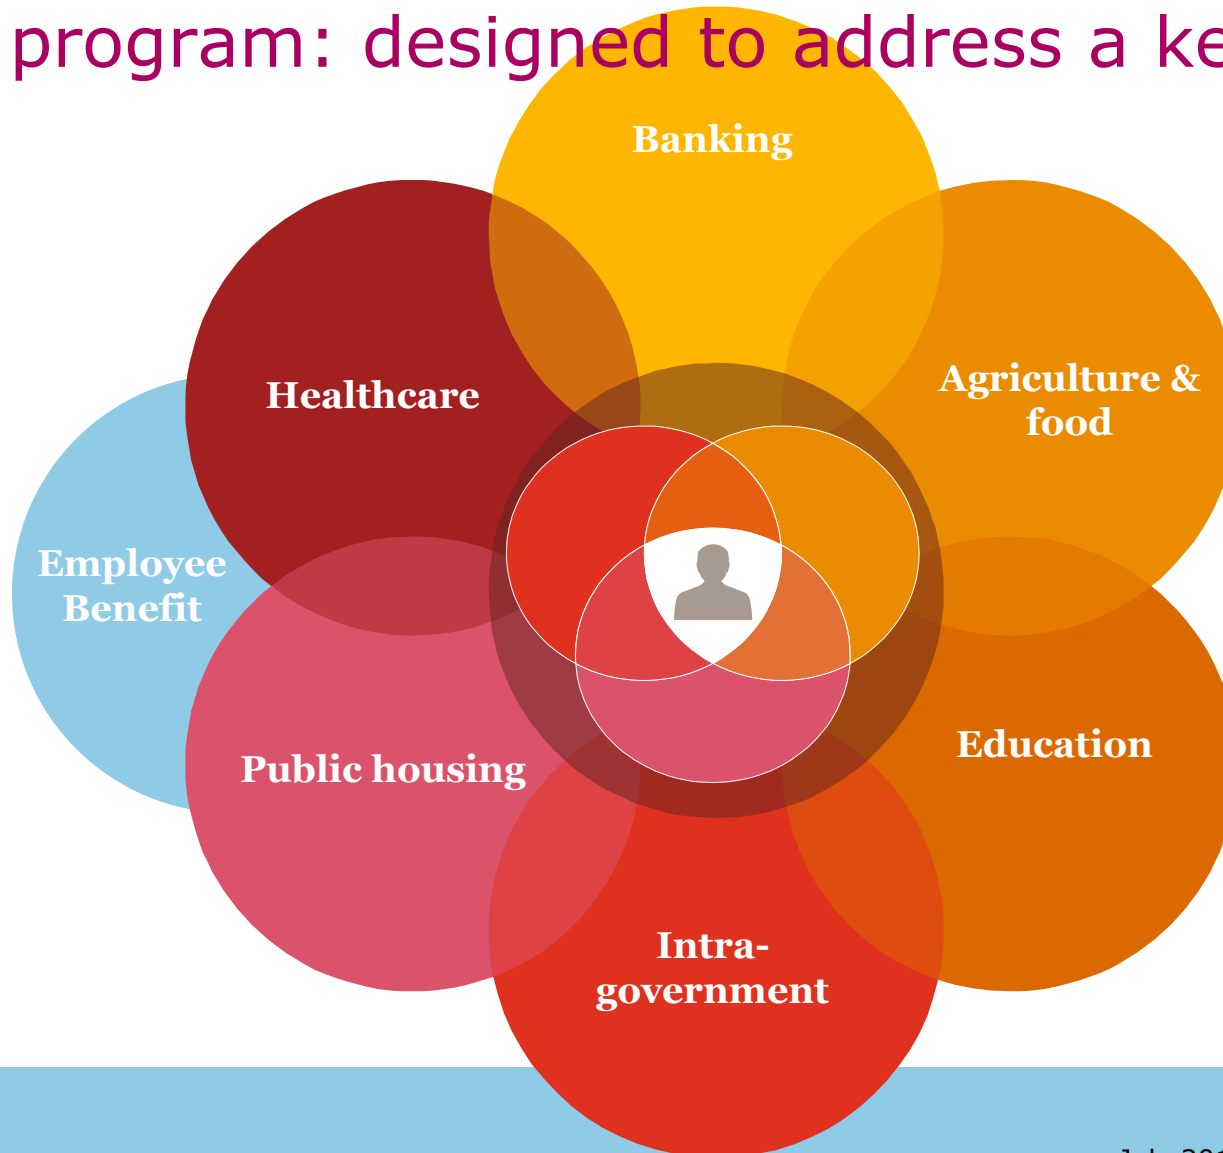 program: designed to address a ke
Banking
Healthcare
Agriculture &
food
Employee
Benefit
Education
Public housing
Intra-
government